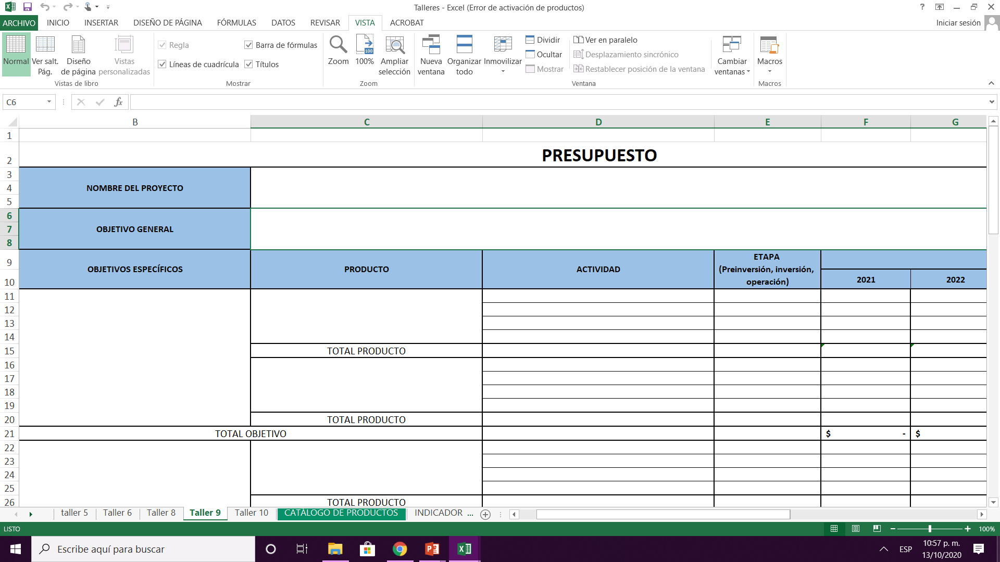 Talleres - Excel (Error de activación de productos)
?
ARCHIVO INICIO INSERTAR DISEÑO DE PÁGINA FÓRMULAS DATOS REVISAR VISTA ACROBAT Iniciar sesión
Normal
Ver salt. Pág.
Diseño de página
Vistas personalizadas
Vistas de libro
Regla
Barra de fórmulas
Líneas de cuadrícula
Títulos
Mostrar
Zoom
100
100%
Ampliar selección
Zoom
Nueva ventana
Organizar todo
Inmovilizar
Dividir
Ocultar
Mostrar
Ver en paralelo
Desplazamiento sincrónico
Restablecer posición de la ventana
Cambiar ventanas
Ventana
Macros
Macros
C6
fx
B C D E F G
1
2 PRESUPUESTO
3
4 NOMBRE DEL PROYECTO
5
6
7 OBJETIVO GENERAL
8
9
10
OBJETIVOS ESPECÍFICOS
PRODUCTO
ACTIVIDAD
ETAPA
(Preinversión, inversión,
operación)
2021
2022
11
12
13
14
15 TOTAL PRODUCTO
16
17
18
19
20 TOTAL PRODUCTO
21 TOTAL OBJETIVO $ - $
22
23
24
25
26 TOTAL PRODUCTO
taller 5 Taller 6 Taller 8 Taller 9 Taller 10 CATÁLOGO DE PRODUCTOS INDICADOR ...
LISTO
100%
Escribe aquí para buscar
ESP
10:57 p. m.
13/10/2020